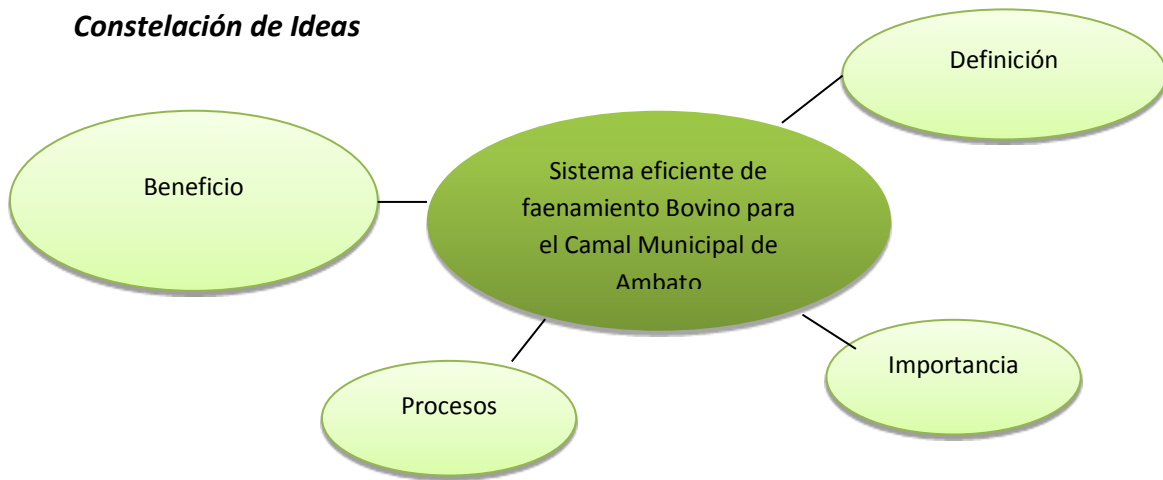 Constelación de Ideas
Definición
Beneficio
Sistema eficiente de
faenamiento Bovino para
el Camal Municipal de
Ambato
Importancia
Procesos